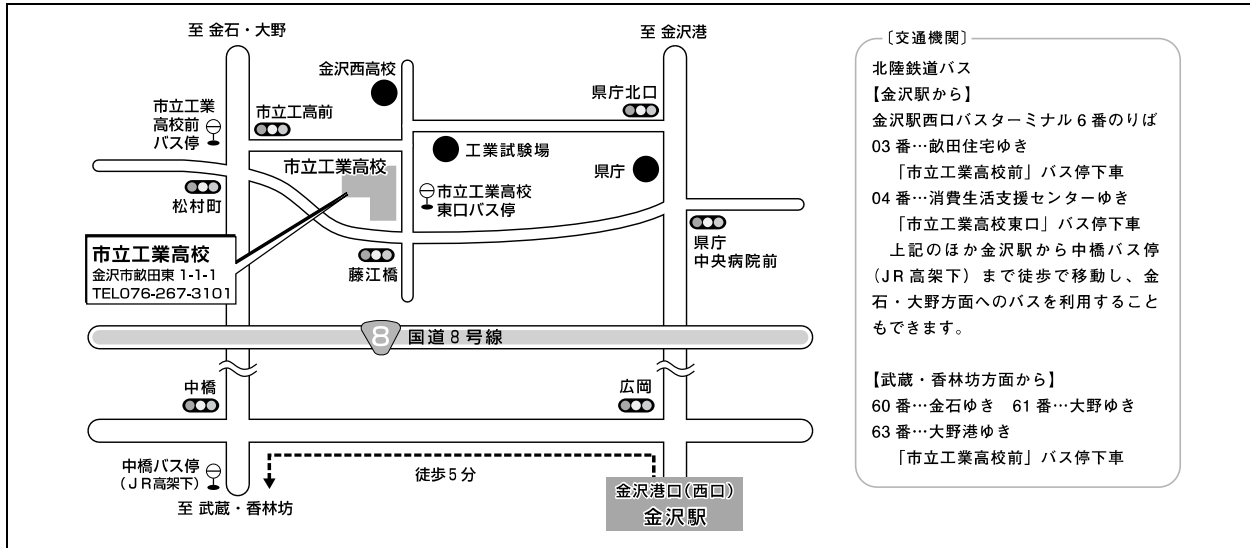 至 金石・大野
至 金沢港
金沢西高校
市立工業
高校前
バス停
市立工高前
県庁北口
市立工業高校
工業試験場
県庁
松村町
市立工業高校
東口バス停
藤江橋
県庁
中央病院前
市立工業高校
金沢市畝田東 1-1-1
TEL076-267-3101
8
国道８号線
中橋
広岡
中橋バス停
（ＪＲ高架下）
徒歩５分
至 武蔵・香林坊
金沢港口（西口）
金沢駅
〔交通機関〕
北陸鉄道バス
【金沢駅から】
金沢駅西口バスターミナル 6 番のりば
03 番…畝田住宅ゆき
「市立工業高校前」バス停下車
04 番…消費生活支援センターゆき
「市立工業高校東口」バス停下車
上記のほか金沢駅から中橋バス停
（JR 高架下）まで徒歩で移動し、金
石・大野方面へのバスを利用すること
もできます。
【武蔵・香林坊方面から】
60 番…金石ゆき　61 番…大野ゆき
63 番…大野港ゆき
「市立工業高校前」バス停下車